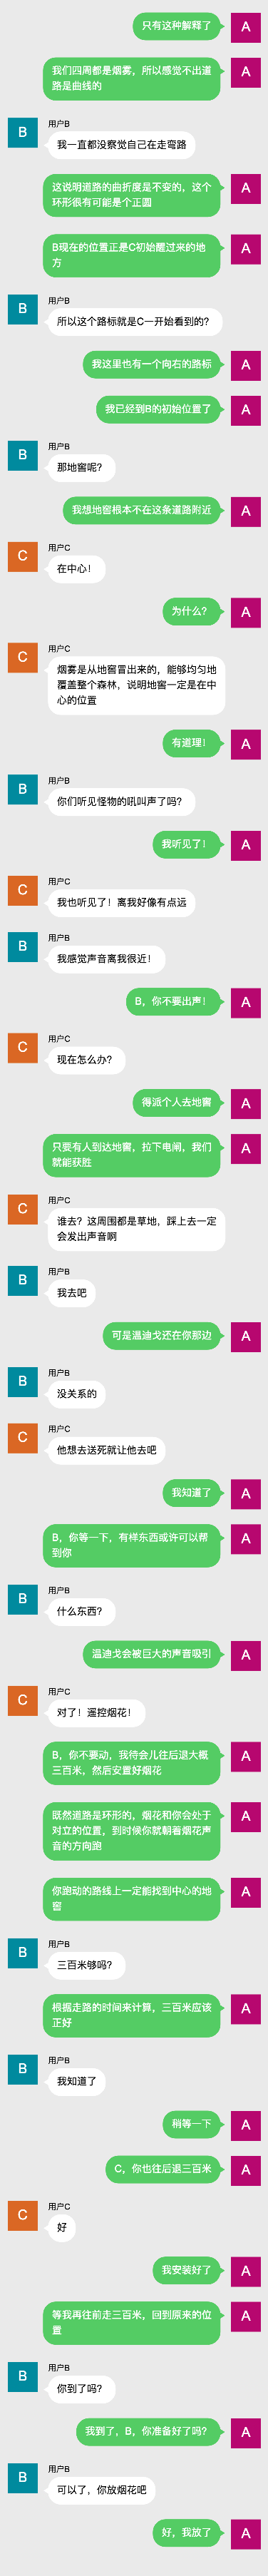 只有这种解释了
A
我们四周都是烟雾，所以感觉不出道
路是曲线的
A
用户B
B
我一直都没察觉自己在走弯路
这说明道路的曲折度是不变的，这个
环形很有可能是个正圆
A
B现在的位置正是C初始醒过来的地
方
A
用户B
B
所以这个路标就是C一开始看到的？
我这里也有一个向右的路标
A
我已经到B的初始位置了
A
用户B
B
那地窖呢？
我想地窖根本不在这条道路附近
A
用户C
C
在中心！
为什么？
A
用户C
C
烟雾是从地窖冒出来的，能够均匀地
覆盖整个森林，说明地窖一定是在中
心的位置
有道理！
A
用户B
B
你们听见怪物的吼叫声了吗？
我听见了！
A
用户C
C
我也听见了！离我好像有点远
用户B
B
我感觉声音离我很近！
B，你不要出声！
A
用户C
C
现在怎么办？
得派个人去地窖
A
只要有人到达地窖，拉下电闸，我们
就能获胜
A
用户C
C
谁去？这周围都是草地，踩上去一定
会发出声音啊
用户B
B
我去吧
可是温迪戈还在你那边
A
用户B
B
没关系的
用户C
C
他想去送死就让他去吧
我知道了
A
B，你等一下，有样东西或许可以帮
到你
A
用户B
B
什么东西？
温迪戈会被巨大的声音吸引
A
用户C
C
对了！遥控烟花！
B，你不要动，我待会儿往后退大概
三百米，然后安置好烟花
A
既然道路是环形的，烟花和你会处于
对立的位置，到时候你就朝着烟花声
音的方向跑
A
你跑动的路线上一定能找到中心的地
窖
A
用户B
B
三百米够吗？
根据走路的时间来计算，三百米应该
正好
A
用户B
B
我知道了
稍等一下
A
C，你也往后退三百米
A
用户C
C
好
我安装好了
A
等我再往前走三百米，回到原来的位
置
A
用户B
B
你到了吗？
我到了，B，你准备好了吗？
A
用户B
B
可以了，你放烟花吧
好，我放了
A